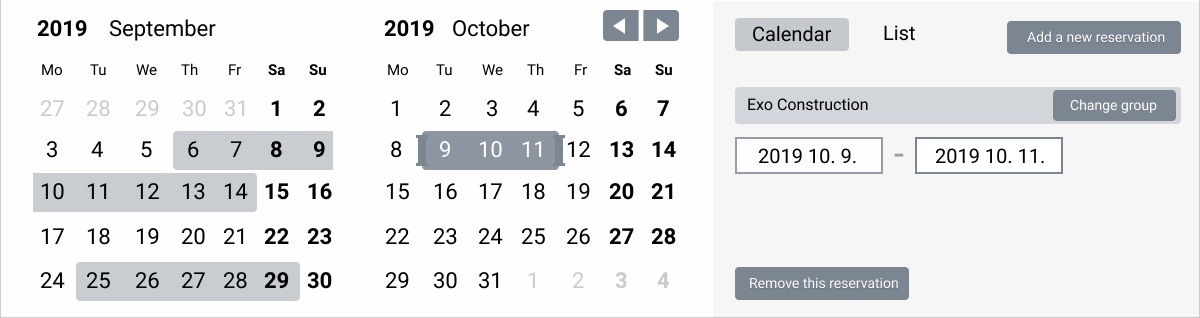 2019 September
Mo Tu We Th Fr Sa Su
27 28 29 30 31 1 2
3 4 5 6 7 8 9
10 11 12 13 14 15 16
17 18 19 20 21 22 23
24 25 26 27 28 29 30
2019 October
Mo Tu We Th Fr Sa Su
1 2 3 4 5 6 7
8 9 10 11 12 13 14
15 16 17 18 19 20 21
22 23 24 25 26 27 28
29 30 31 1 2 3 4
Calendar List Add a new reservation
Exo Construction Change group
2019 10. 9. - 2019 10. 11.
Remove this reservation